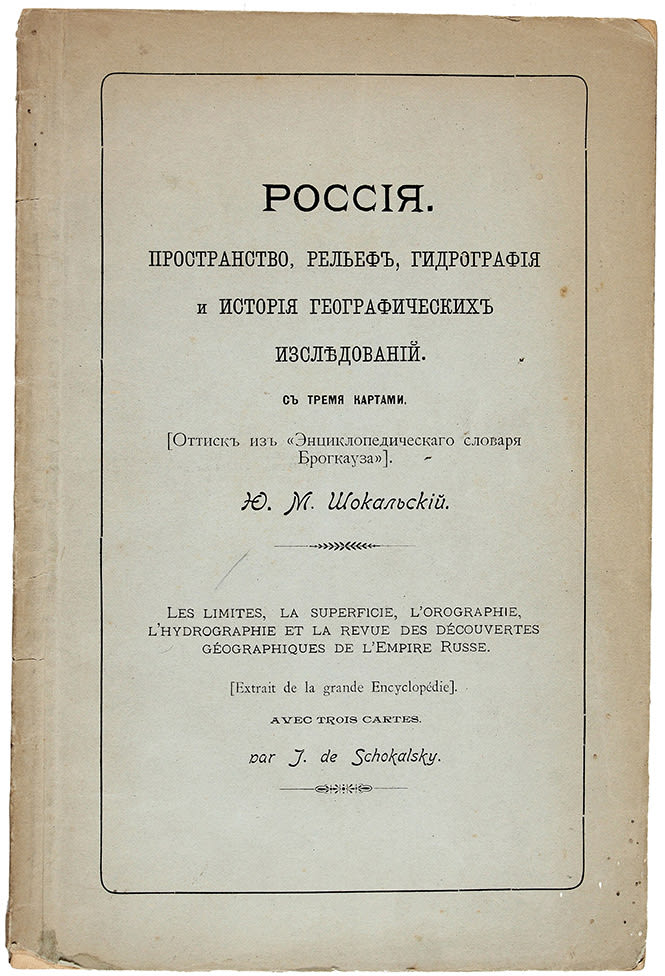 РОССІЯ.
ПРОСТРАНСТВО, РЕЛЬЕФЪ, ГИДРОГРАФІЯ
и ИСТОРІЯ ГЕОГРАФИЧЕСКИХЪ
ИЗСЛѢДОВАНІЙ.
СЪ ТРЕМЯ КАРТАМИ.
[Оттискъ изъ «Энциклопедическаго словаря
Брогкауза»].
Ю. М. Шокальскій.
Les limites, la superficie, l'orographie,
l'hydrographie et la revue des découvertes
géographiques de l'Empire Russe.
[Extrait de la grande Encyclopédie].
AVEC TROIS CARTES.
par J. de Schokalsky.